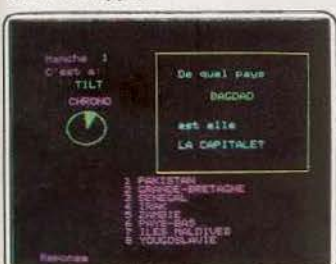 Manche 1
C'est a:
TILT
CHRONO
De quel pays
BAGDAD
est elle
LA CAPITALE?
1 PAKISTAN
2 GRANDE-BRETAGNE
3 SENEGAL
4 IRAK
5 ZAMBIE
6 PAYS-BAS
7 ILES MALDIVES
8 YOUGOSLAVIE
Reponse